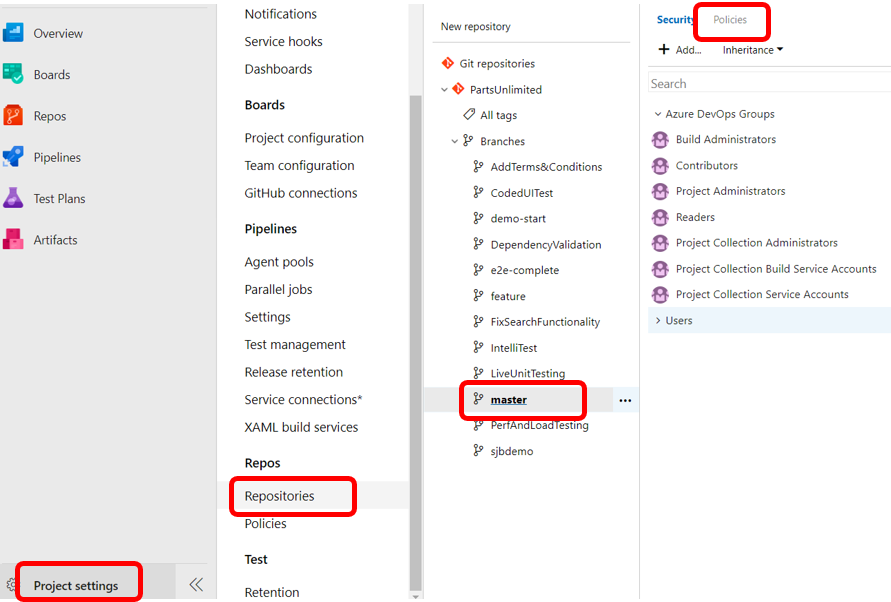 Overview
Boards
Repos
Pipelines
Test Plans
Artifacts
Project settings
Notifications
Service hooks
Dashboards
Boards
Project configuration
Team configuration
GitHub connections
Pipelines
Agent pools
Parallel jobs
Settings
Test management
Release retention
Service connections*
XAML build services
Repos
Repositories
Policies
Test
Retention
New repository
Git repositories
PartsUnlimited
All tags
Branches
AddTerms&Conditions
CodedUITest
demo-start
DependencyValidation
e2e-complete
feature
FixSearchFunctionality
IntelliTest
LiveUnitTesting
master
PerfAndLoadTesting
sjbdemo
Security Policies
+ Add... Inheritance
Search
Azure DevOps Groups
Build Administrators
Contributors
Project Administrators
Readers
Project Collection Administrators
Project Collection Build Service Accounts
Project Collection Service Accounts
Users